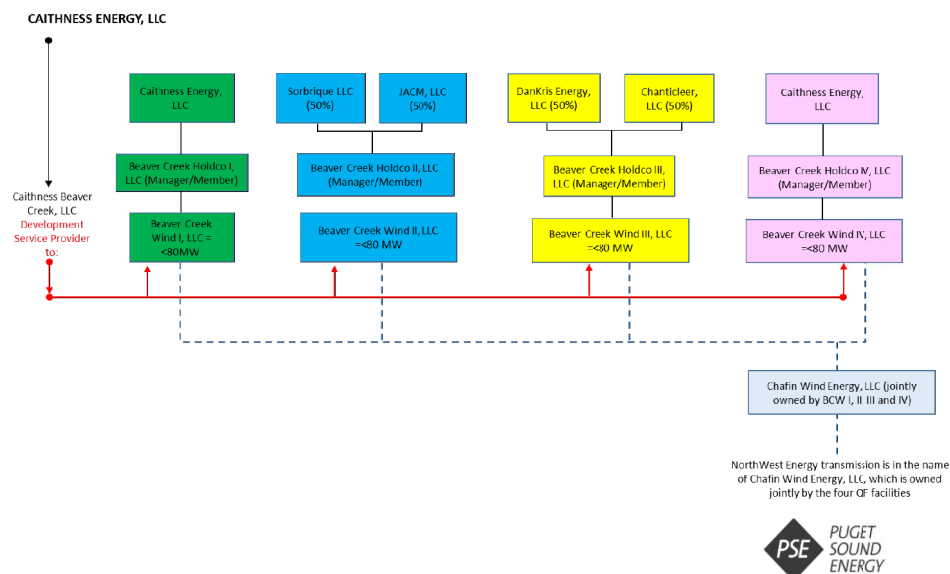 CAITHNESS ENERGY, LLC
Caithness Energy,
LLC
Sorbrique LLC
(50%)
JACM, LLC
(50%)
DanKris Energy,
LLC (50%)
Chanticleer,
LLC (50%)
Caithness Energy,
LLC
Beaver Creek Holdco I,
LLC (Manager/Member)
Beaver Creek Holdco II, LLC
(Manager/Member)
Beaver Creek Holdco III,
LLC (Manager/Member)
Beaver Creek Holdco IV, LLC
(Manager/Member)
Caithness Beaver
Creek, LLC
Development
Service Provider
to:
Beaver Creek
Wind I, LLC =
<80MW
Beaver Creek Wind II, LLC
=<80 MW
Beaver Creek Wind III, LLC
=<80 MW
Beaver Creek Wind IV, LLC
=<80 MW
Chafin Wind Energy, LLC (jointly
owned by BCW I, II III and IV)
NorthWest Energy transmission is in the name
of Chafin Wind Energy, LLC, which is owned
jointly by the four QF facilities
PSE
PUGET
SOUND
ENERGY